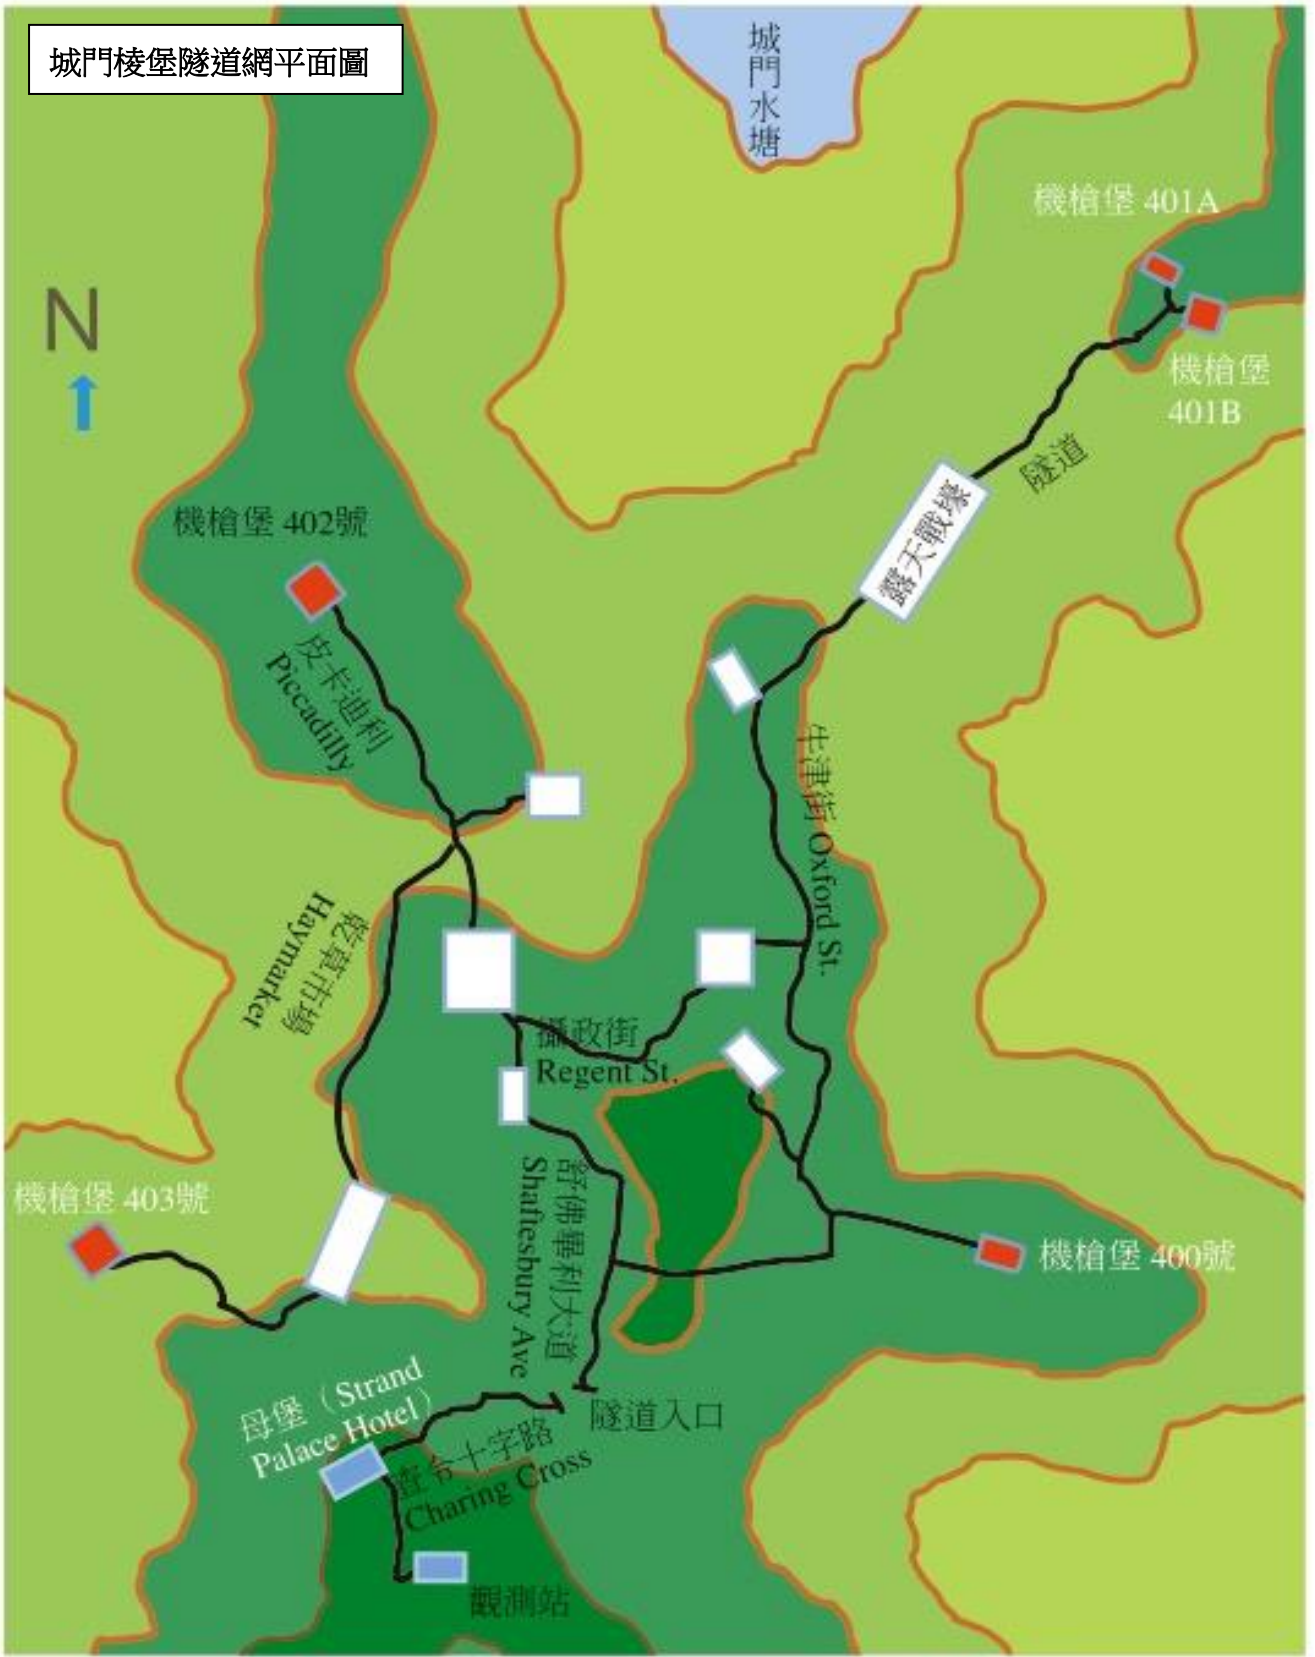 城門棱堡隧道網平面圖
城門水塘
N
機槍堡 401A
機槍堡
401B
隧道
露天戰壕
機槍堡 402號
皮卡迪利
Piccadilly
牛津街 Oxford St.
乾草市場
Haymarket
攝政街
Regent St.
機槍堡 403號
舒佛畢利大道
Shaftesbury Ave
機槍堡 400號
母堡（Strand
Palace Hotel）
隧道入口
查令十字路
Charing Cross
觀測站